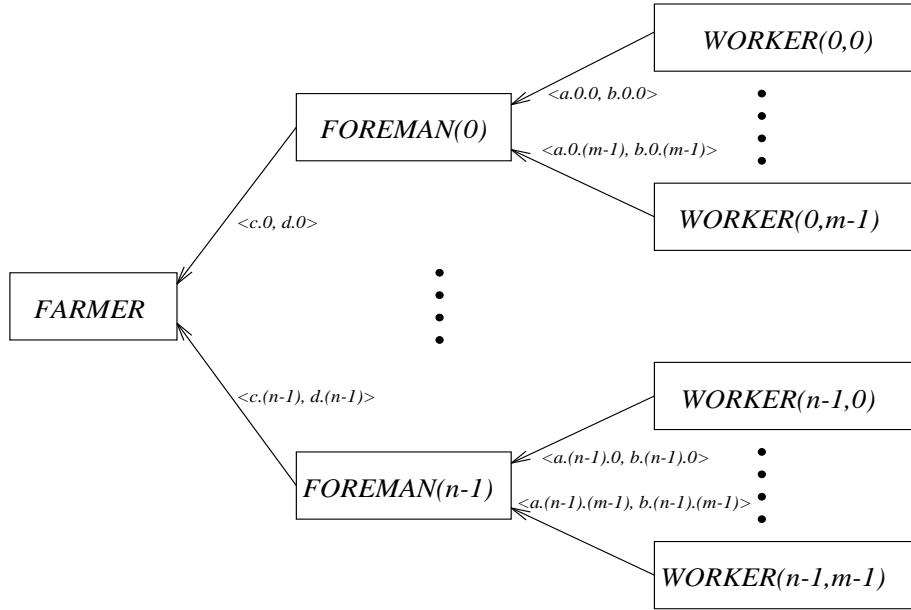 WORKER(0,0)
<a.0.0, b.0.0>
FOREMAN(0)
<a.0.(m-1), b.0.(m-1)>
WORKER(0,m-1)
<c.0, d.0>
FARMER
<c.(n-1), d.(n-1)>
WORKER(n-1,0)
<a.(n-1).0, b.(n-1).0>
FOREMAN(n-1)
<a.(n-1).(m-1), b.(n-1).(m-1)>
WORKER(n-1,m-1)